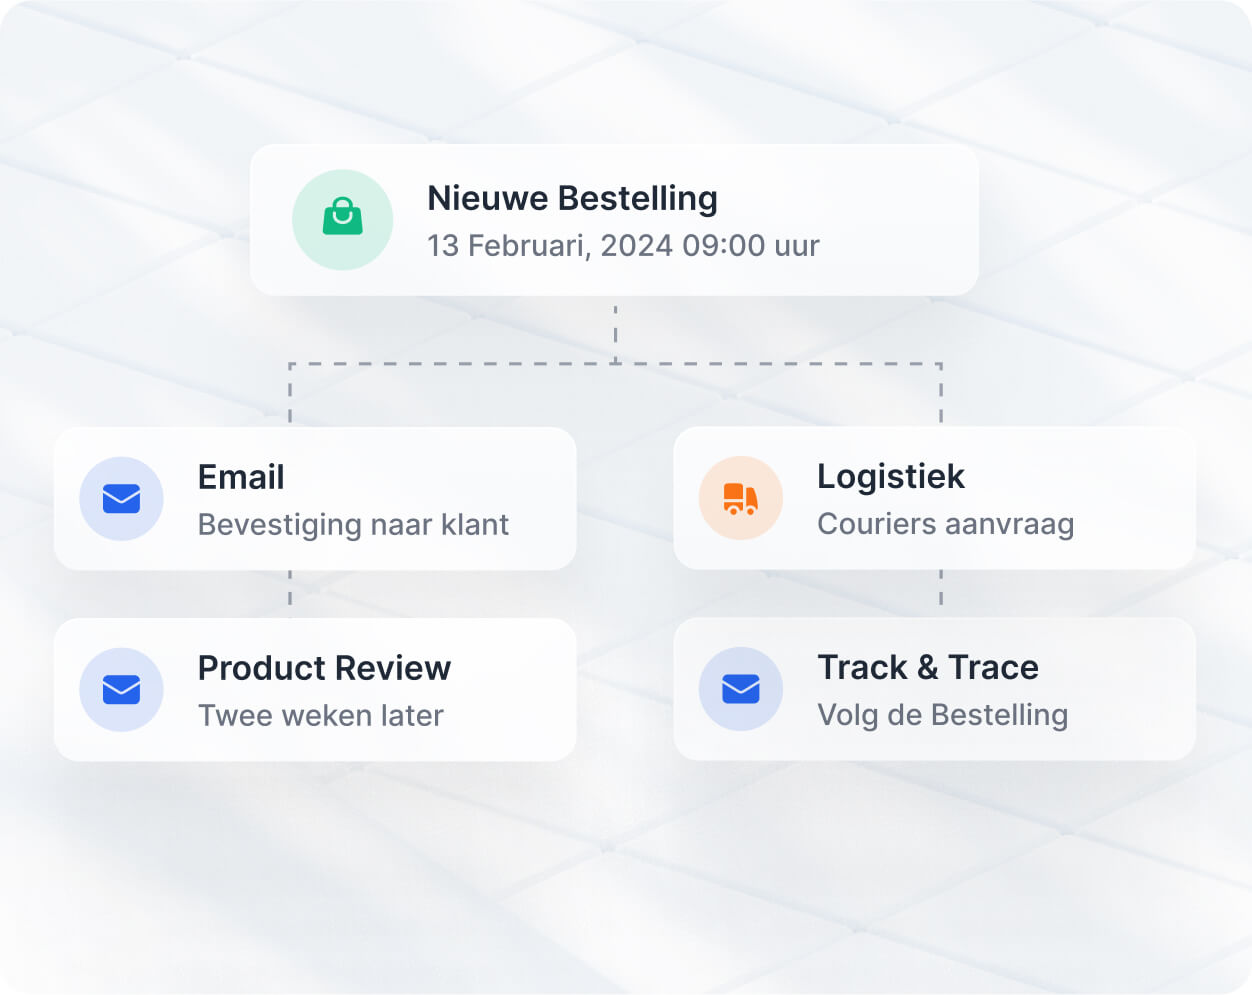 Nieuwe Bestelling
13 Februari, 2024 09:00 uur
Email
Bevestiging naar klant
Logistiek
Couriers aanvraag
Product Review
Twee weken later
Track & Trace
Volg de Bestelling